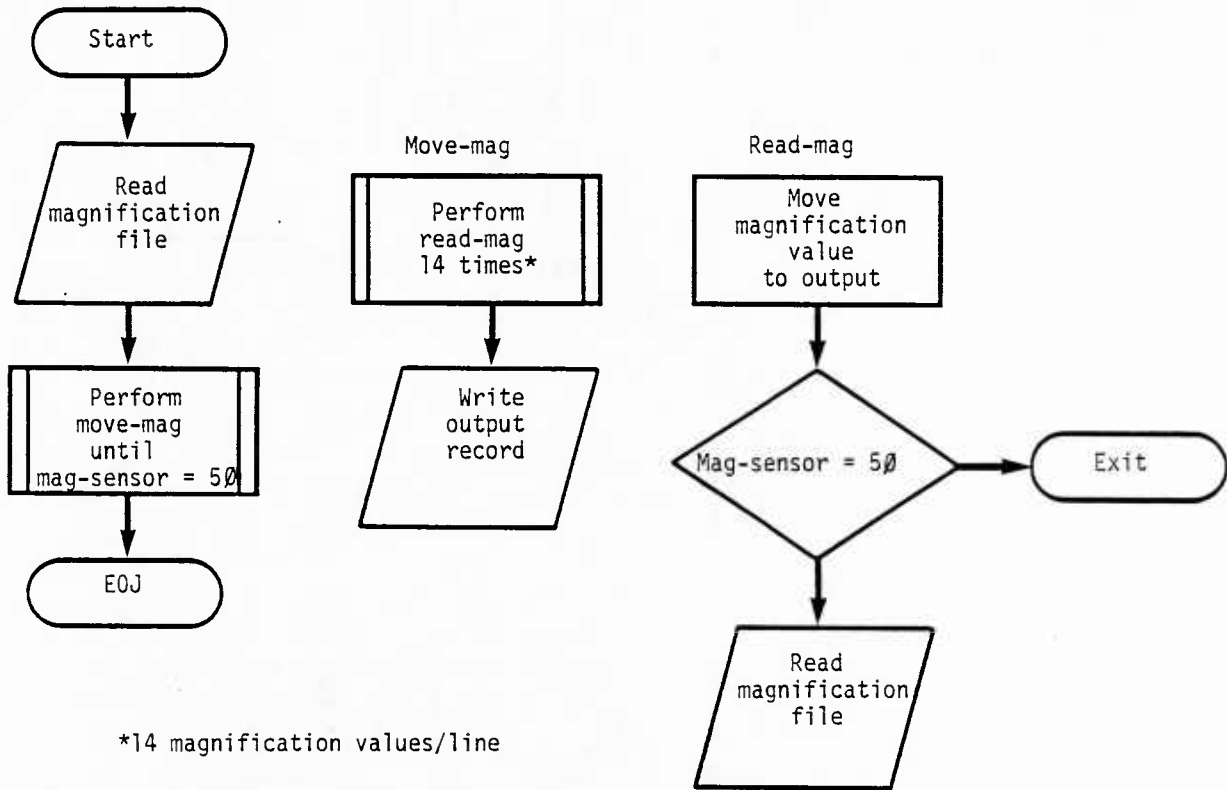 Start
Read
magnification
file
Perform
move-mag
until
mag-sensor = 5Ø
EOJ
Move-mag
Perform
read-mag
14 times*
Write
output
record
Read-mag
Move
magnification
value
to output
Mag-sensor = 5Ø
Exit
Read
magnification
file
*14 magnification values/line